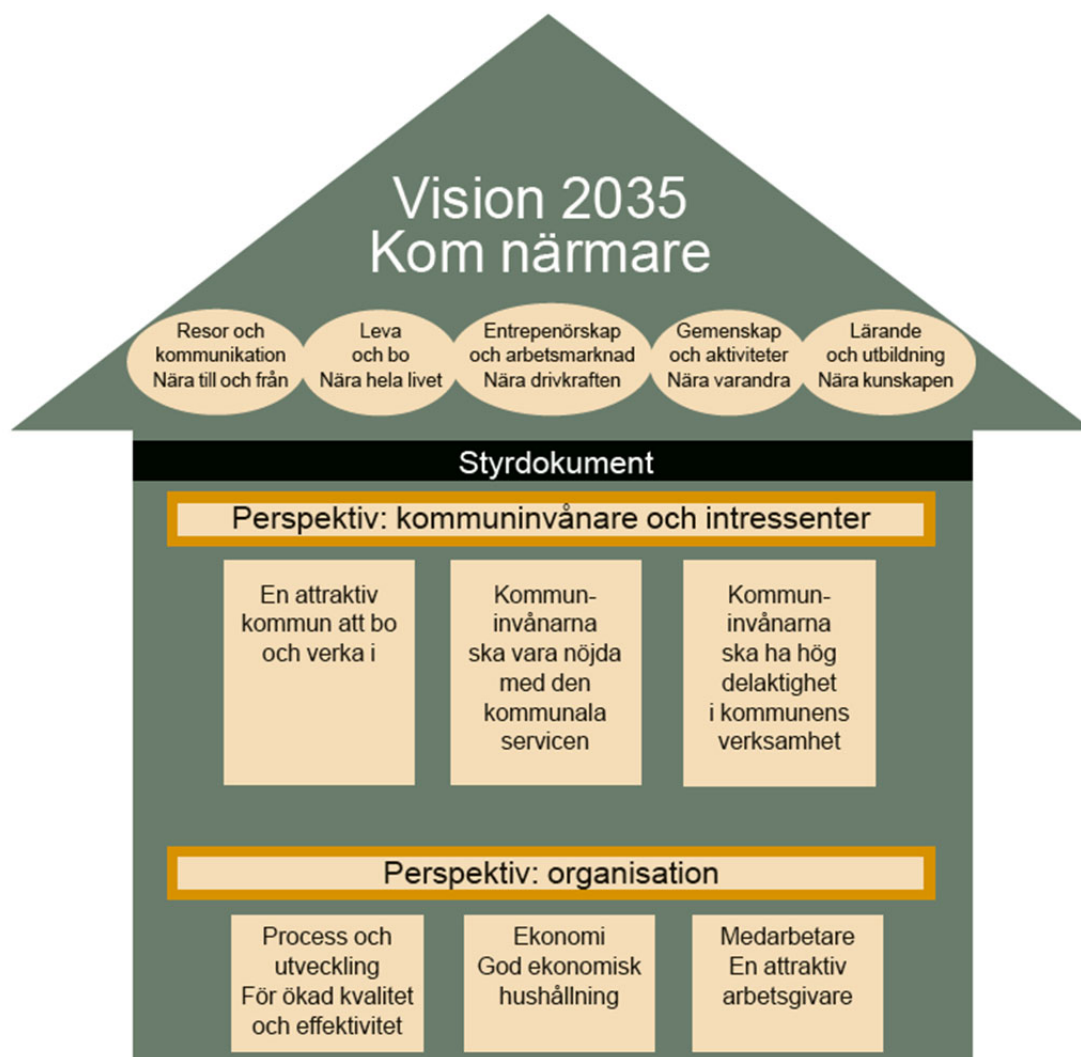 Vision 2035
Kom närmare
Resor och
kommunikation
Nära till och från
Leva
och bo
Nära hela livet
Entrepenörskap
och arbetsmarknad
Nära drivkraften
Gemenskap
och aktiviteter
Nära varandra
Lärande
och utbildning
Nära kunskapen
Styrdokument
Perspektiv: kommuninvånare och intressenter
En attraktiv
kommun att bo
och verka i
Kommun-
invånarna
ska vara nöjda
med den
kommunala
servicen
Kommun-
invånarna
ska ha hög
delaktighet
i kommunens
verksamhet
Perspektiv: organisation
Process och
utveckling
För ökad kvalitet
och effektivitet
Ekonomi
God ekonomisk
hushållning
Medarbetare
En attraktiv
arbetsgivare